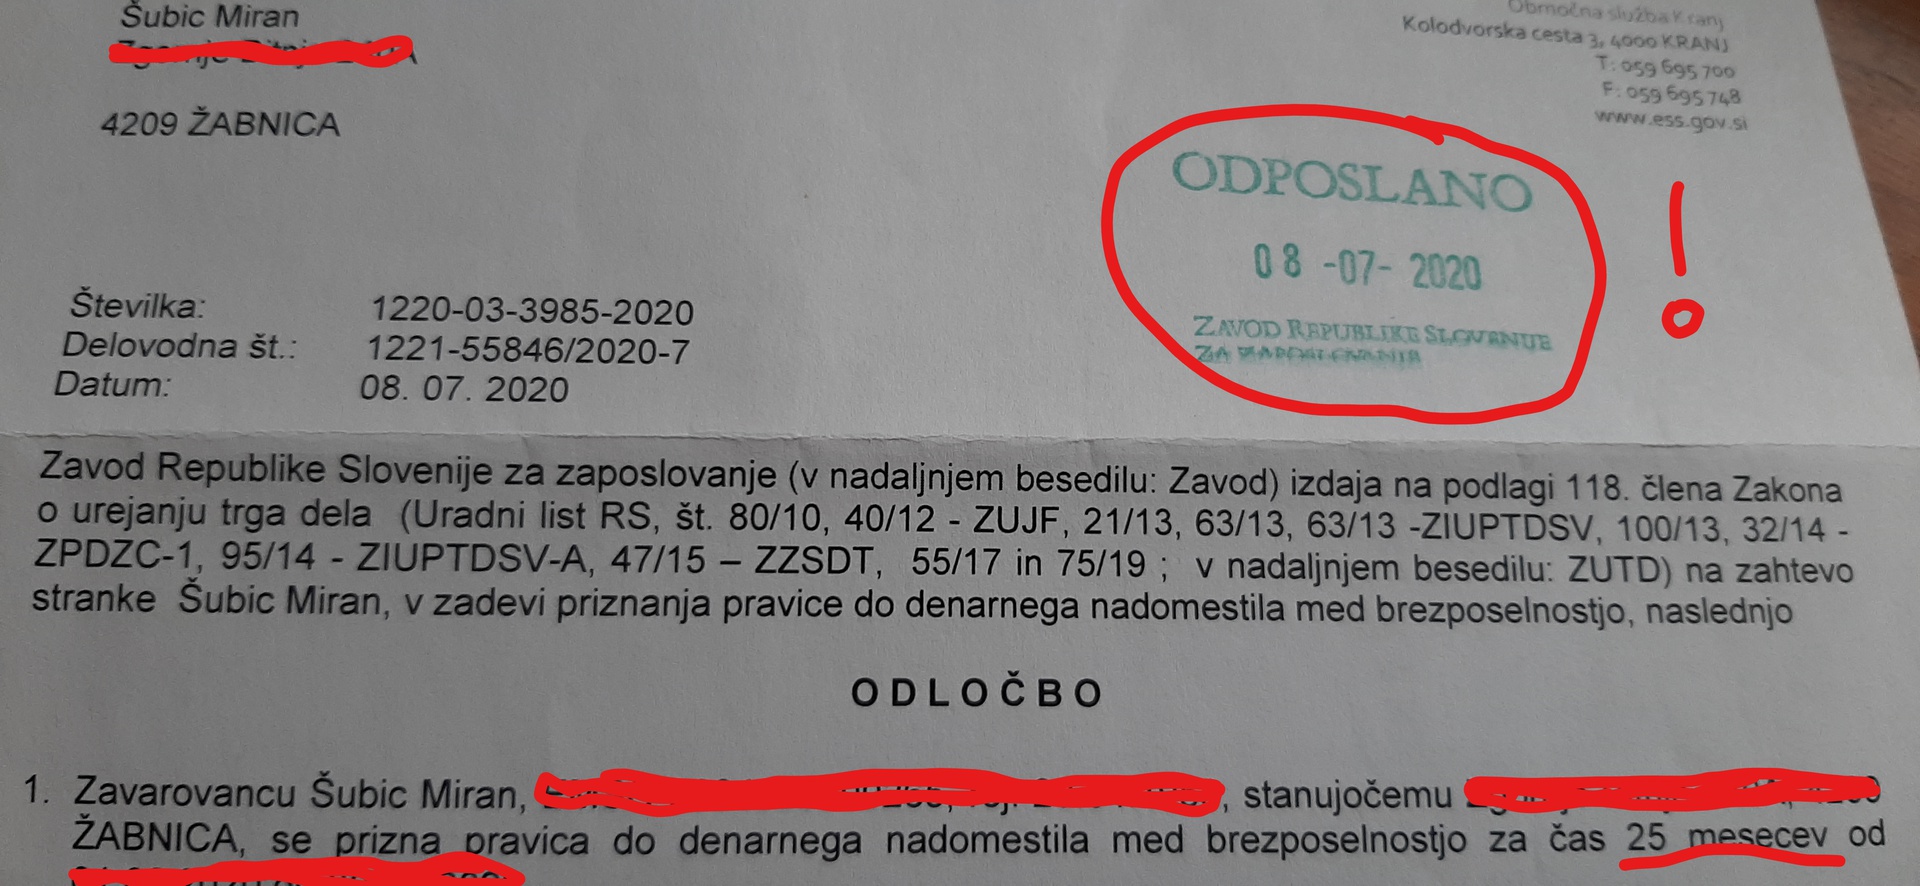 Šubic Miran
Območna služba Kranj
Kolodvorska cesta 3, 4000 KRANJ
T: 059 695 700
F: 059 695 748
www.ess.gov.si
4209 ŽABNICA
ODPOSLANO
08 -07- 2020
ZAVOD REPUBLIKE SLOVENIJE
ZA ZAPOSLOVANJE
!
Številka: 1220-03-3985-2020
Delovodna št.: 1221-55846/2020-7
Datum: 08. 07. 2020
Zavod Republike Slovenije za zaposlovanje (v nadaljnjem besedilu: Zavod) izdaja na podlagi 118. člena Zakona
o urejanju trga dela (Uradni list RS, št. 80/10, 40/12 - ZUJF, 21/13, 63/13, 63/13 -ZIUPTDSV, 100/13, 32/14 -
ZPDZC-1, 95/14 - ZIUPTDSV-A, 47/15 – ZZSDT, 55/17 in 75/19 ; v nadaljnjem besedilu: ZUTD) na zahtevo
stranke Šubic Miran, v zadevi priznanja pravice do denarnega nadomestila med brezposelnostjo, naslednjo
ODLOČBO
1. Zavarovancu Šubic Miran, , stanujočemu
ŽABNICA, se prizna pravica do denarnega nadomestila med brezposelnostjo za čas 25 mesecev od